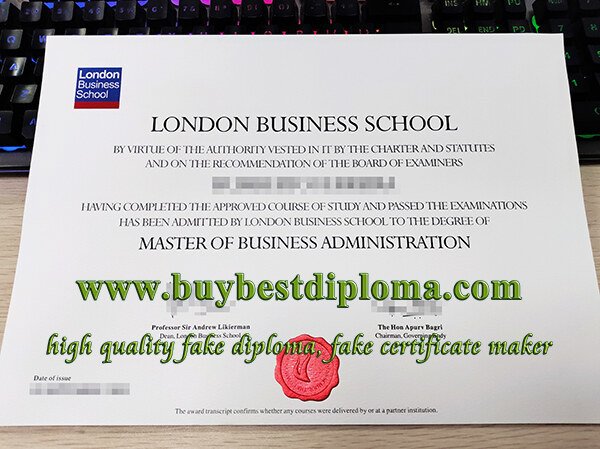 London
Business
School
LONDON BUSINESS SCHOOL
BY VIRTUE OF THE AUTHORITY VESTED IN IT BY THE CHARTER AND STATUTES
AND ON THE RECOMMENDATION OF THE BOARD OF EXAMINERS
HAVING COMPLETED THE APPROVED COURSE OF STUDY AND PASSED THE EXAMINATIONS
HAS BEEN ADMITTED BY LONDON BUSINESS SCHOOL TO THE DEGREE OF
MASTER OF BUSINESS ADMINISTRATION
www.buybestdiploma.com
Professor Sir Andrew Likierman
Dean, London Business School
The Hon Apurv Bagri
Chairman, Governing Body
high quality fake diploma, fake certificate maker
Date of issue
The award transcript confirms whether any courses were delivered by or at a partner institution.